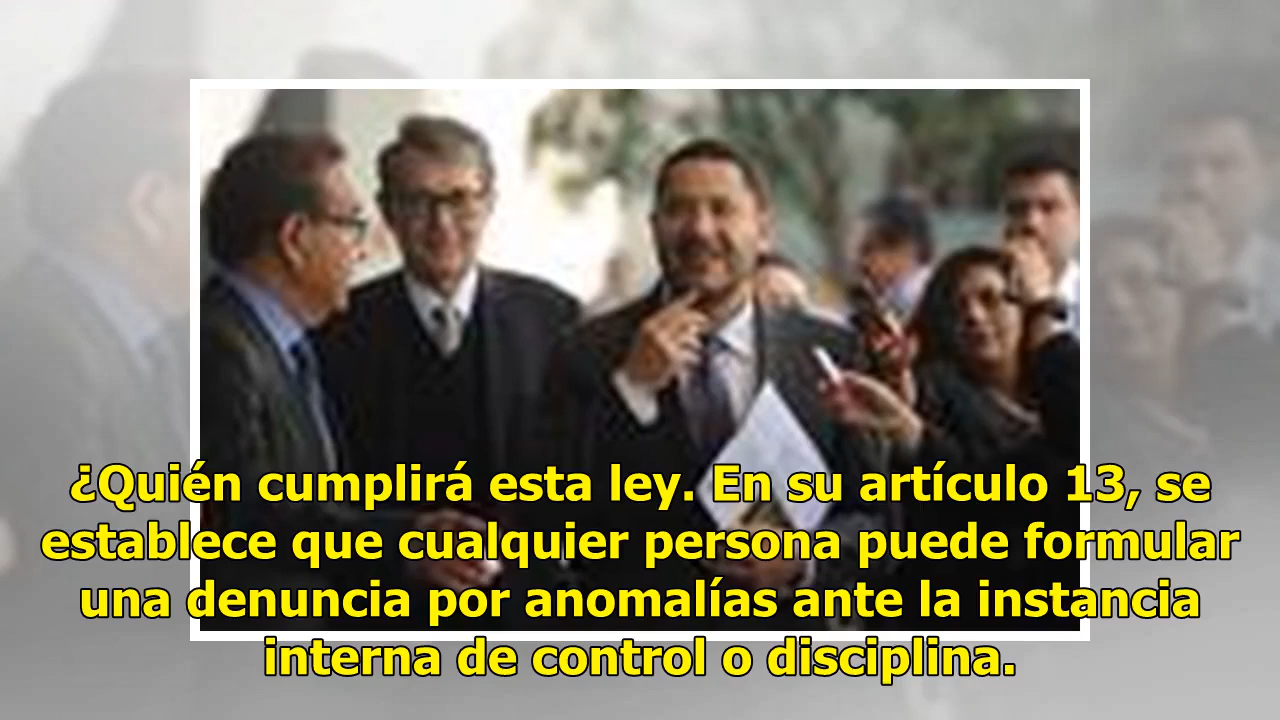 ¿Quién cumplirá esta ley. En su artículo 13, se
establece que cualquier persona puede formular
una denuncia por anomalías ante la instancia
interna de control o disciplina.